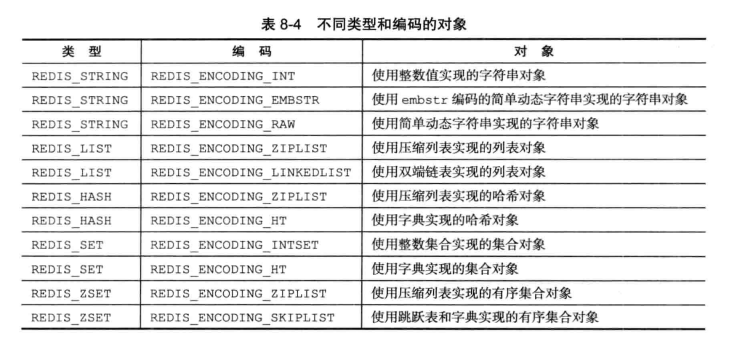 表 8-4 不同类型和编码的对象
类 型 编 码 对 象
REDIS_STRING REDIS_ENCODING_INT 使用整数值实现的字符串对象
REDIS_STRING REDIS_ENCODING_EMBSTR 使用 embstr 编码的简单动态字符串实现的字符串对象
REDIS_STRING REDIS_ENCODING_RAW 使用简单动态字符串实现的字符串对象
REDIS_LIST REDIS_ENCODING_ZIPLIST 使用压缩列表实现的列表对象
REDIS_LIST REDIS_ENCODING_LINKEDLIST 使用双端链表实现的列表对象
REDIS_HASH REDIS_ENCODING_ZIPLIST 使用压缩列表实现的哈希对象
REDIS_HASH REDIS_ENCODING_HT 使用字典实现的哈希对象
REDIS_SET REDIS_ENCODING_INTSET 使用整数集合实现的集合对象
REDIS_SET REDIS_ENCODING_HT 使用字典实现的集合对象
REDIS_ZSET REDIS_ENCODING_ZIPLIST 使用压缩列表实现的有序集合对象
REDIS_ZSET REDIS_ENCODING_SKIPLIST 使用跳跃表和字典实现的有序集合对象